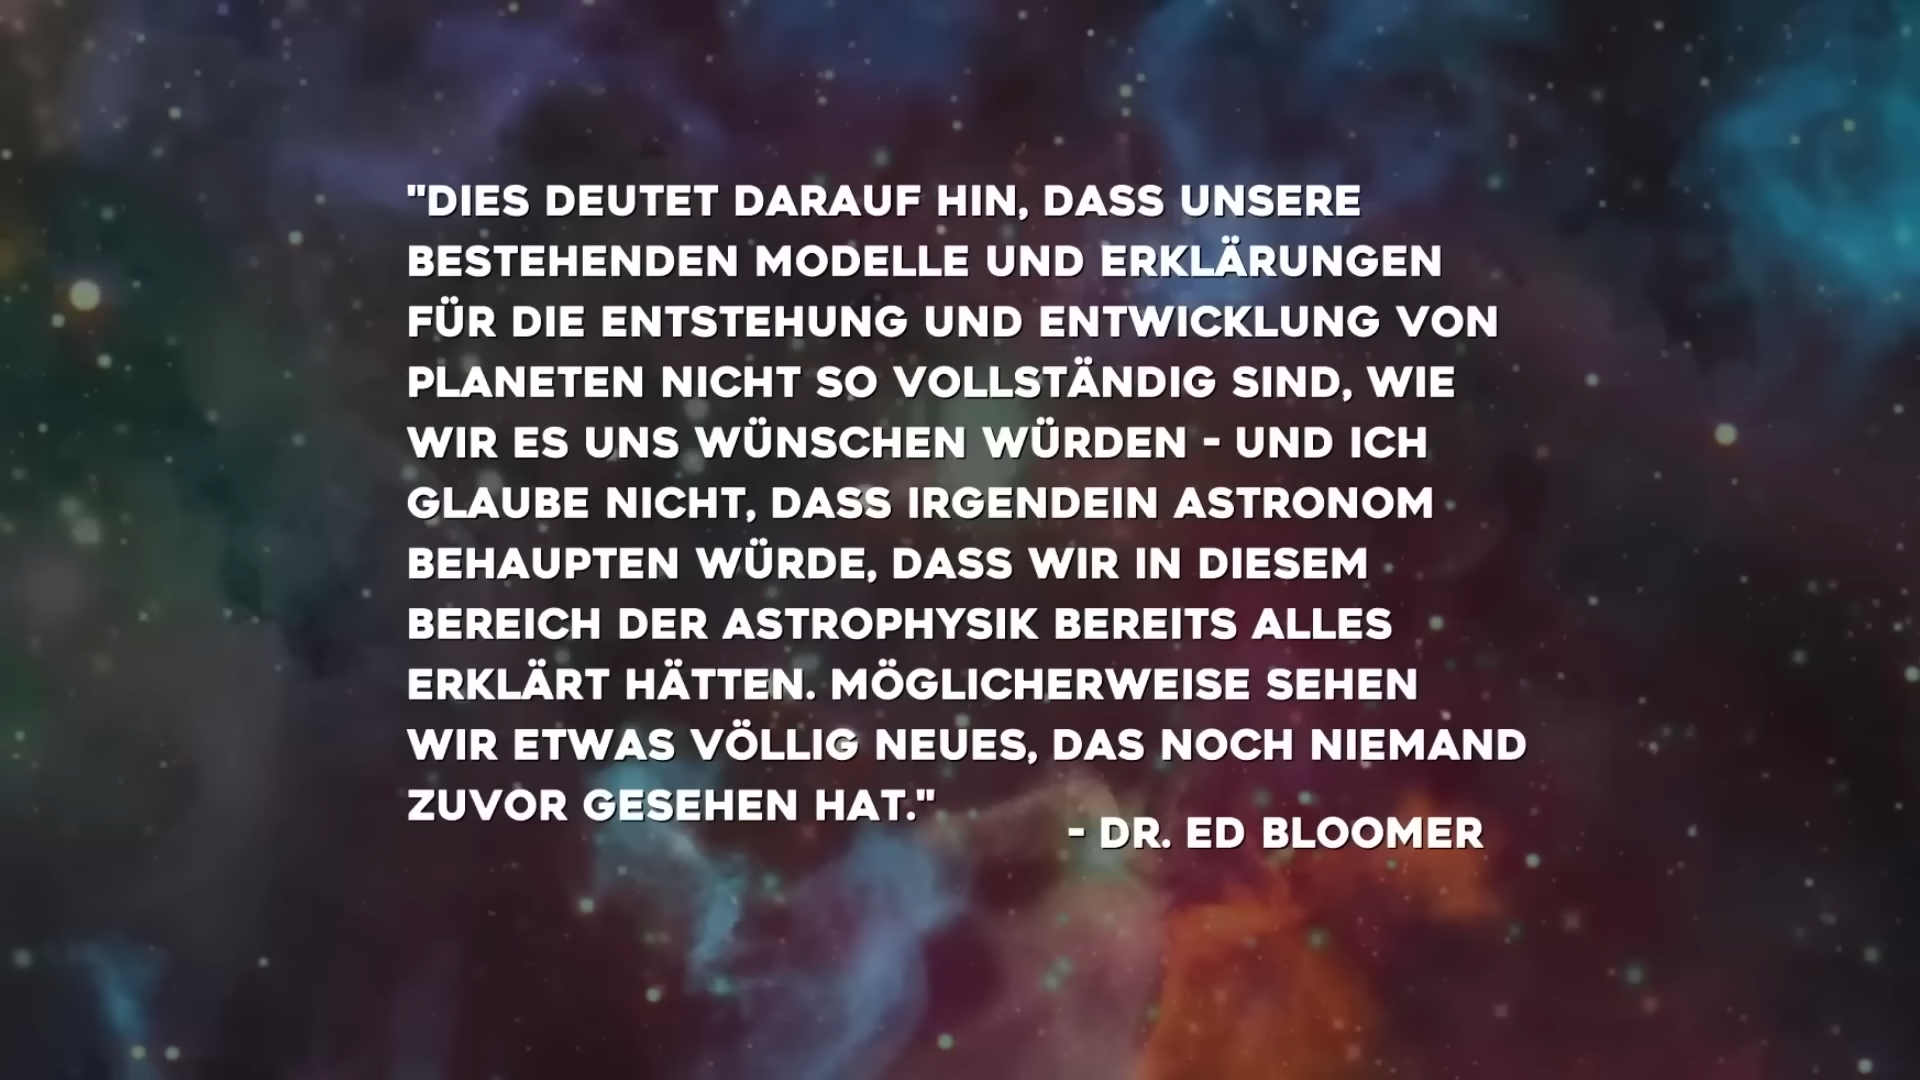 "DIES DEUTET DARAUF HIN, DASS UNSERE
BESTEHENDEN MODELLE UND ERKLÄRUNGEN
FÜR DIE ENTSTEHUNG UND ENTWICKLUNG VON
PLANETEN NICHT SO VOLLSTÄNDIG SIND, WIE
WIR ES UNS WÜNSCHEN WÜRDEN - UND ICH
GLAUBE NICHT, DASS IRGENDEIN ASTRONOM
BEHAUPTEN WÜRDE, DASS WIR IN DIESEM
BEREICH DER ASTROPHYSIK BEREITS ALLES
ERKLÄRT HÄTTEN. MÖGLICHERWEISE SEHEN
WIR ETWAS VÖLLIG NEUES, DAS NOCH NIEMAND
ZUVOR GESEHEN HAT."
- DR. ED BLOOMER